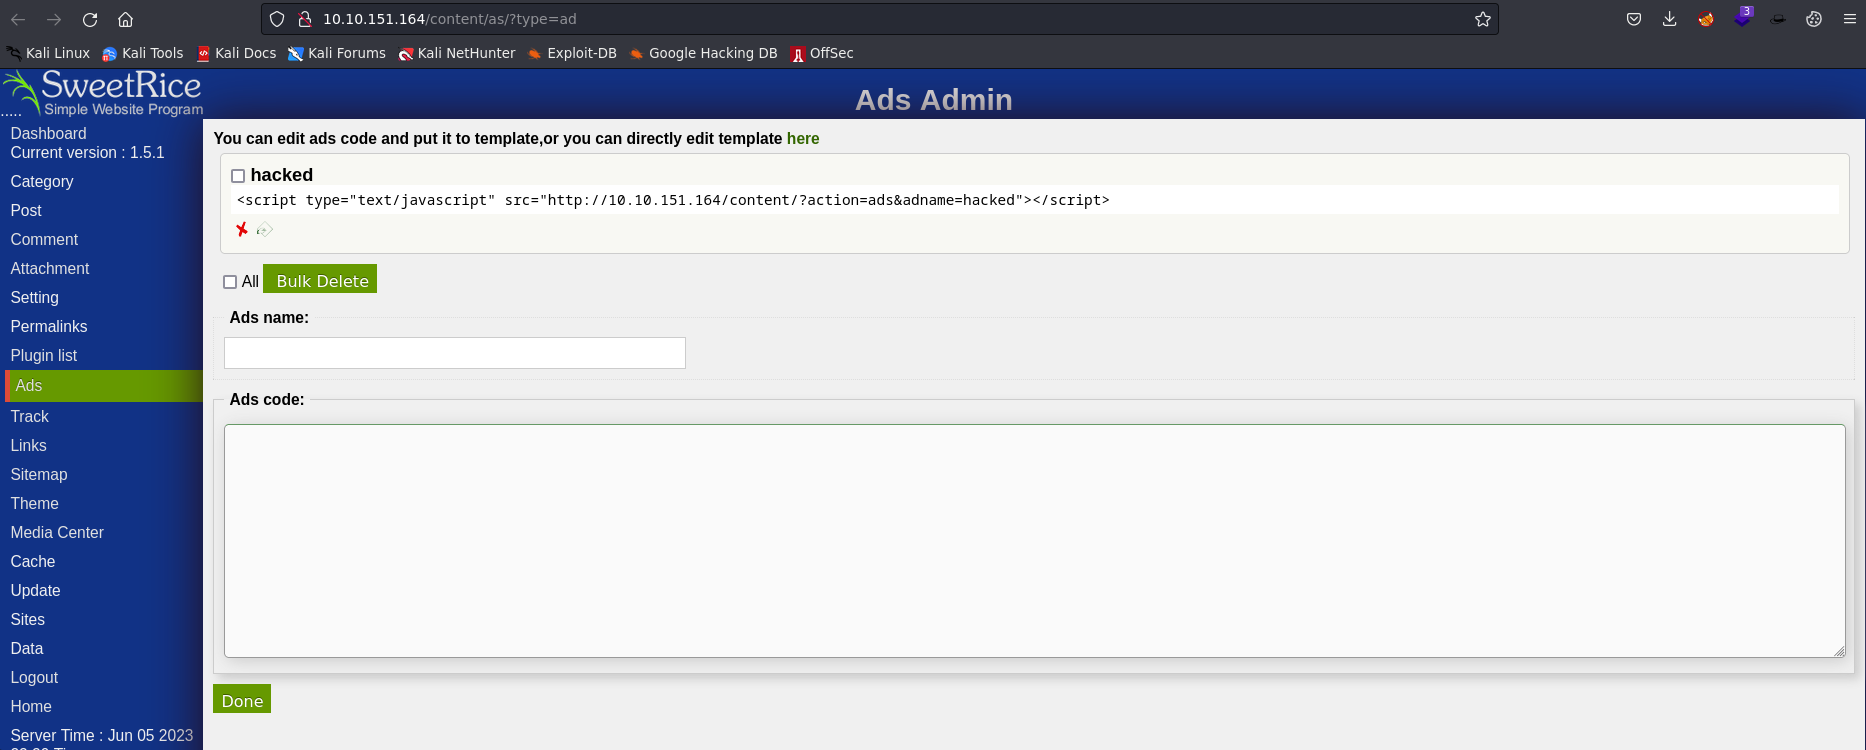 10.10.151.164/content/as/?type=ad
3
Kali Linux Kali Tools Kali Docs Kali Forums Kali NetHunter Exploit-DB Google Hacking DB OffSec
SweetRice
Simple Website Program
Ads Admin
.....
Dashboard
Current version : 1.5.1
Category
Post
Comment
Attachment
Setting
Permalinks
Plugin list
Ads
Track
Links
Sitemap
Theme
Media Center
Cache
Update
Sites
Data
Logout
Home
Server Time : Jun 05 2023
You can edit ads code and put it to template,or you can directly edit template here
hacked
<script type="text/javascript" src="http://10.10.151.164/content/?action=ads&adname=hacked"></script>
All Bulk Delete
Ads name:
Ads code:
Done